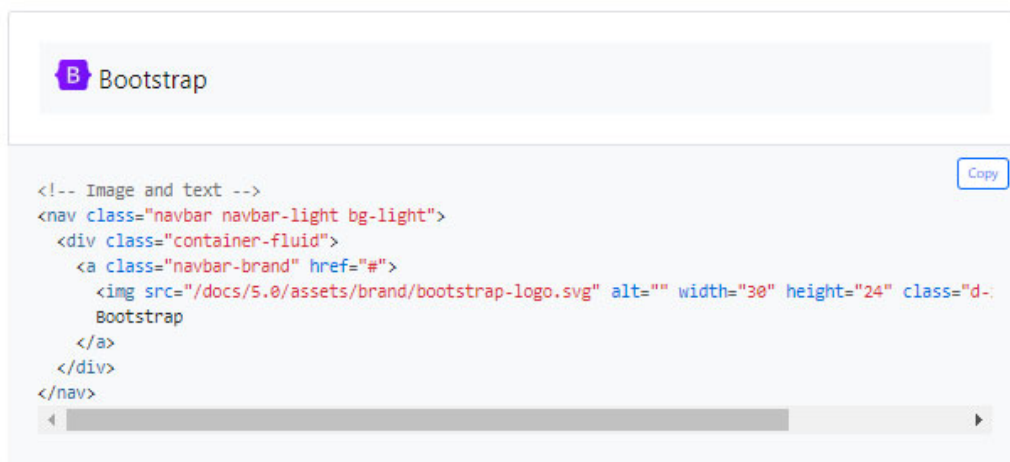 B Bootstrap
Copy
<!-- Image and text -->
<nav class="navbar navbar-light bg-light">
  <div class="container-fluid">
    <a class="navbar-brand" href="#">
      <img src="/docs/5.0/assets/brand/bootstrap-logo.svg" alt="" width="30" height="24" class="d-
      Bootstrap
    </a>
  </div>
</nav>